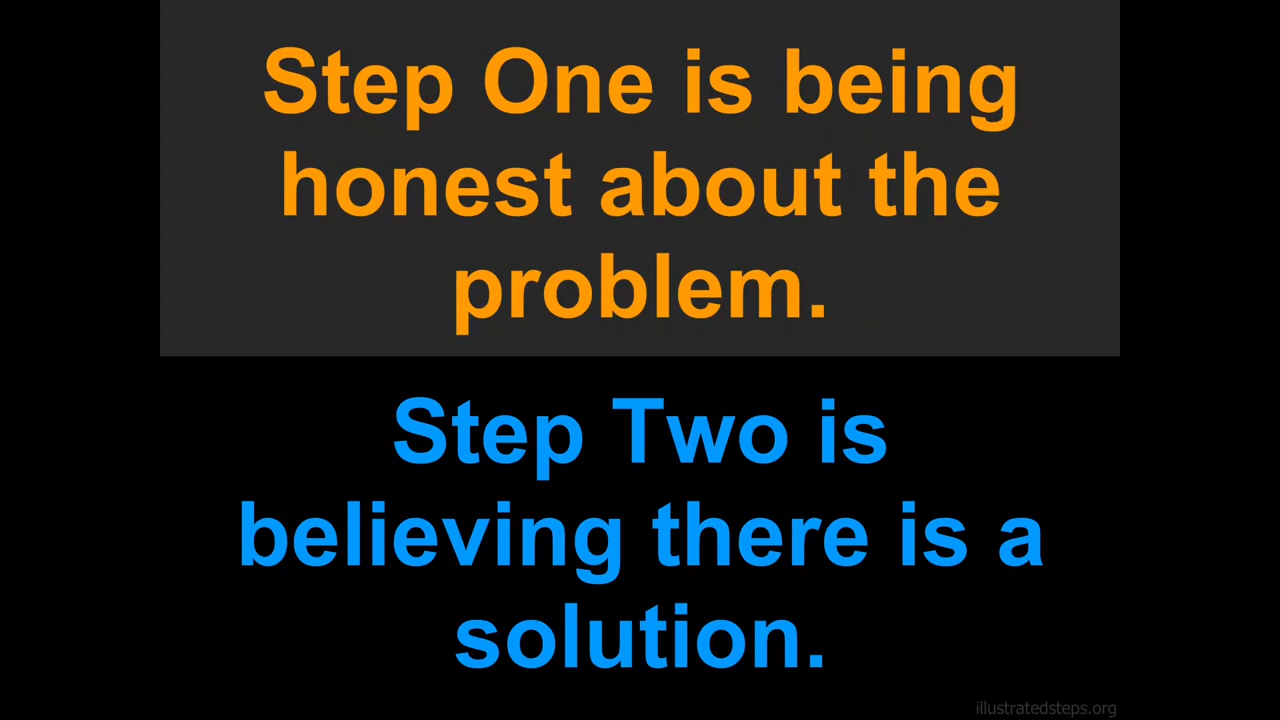 Step One is being
honest about the
problem.
Step Two is
believing there is a
solution.
illustratedsteps.org